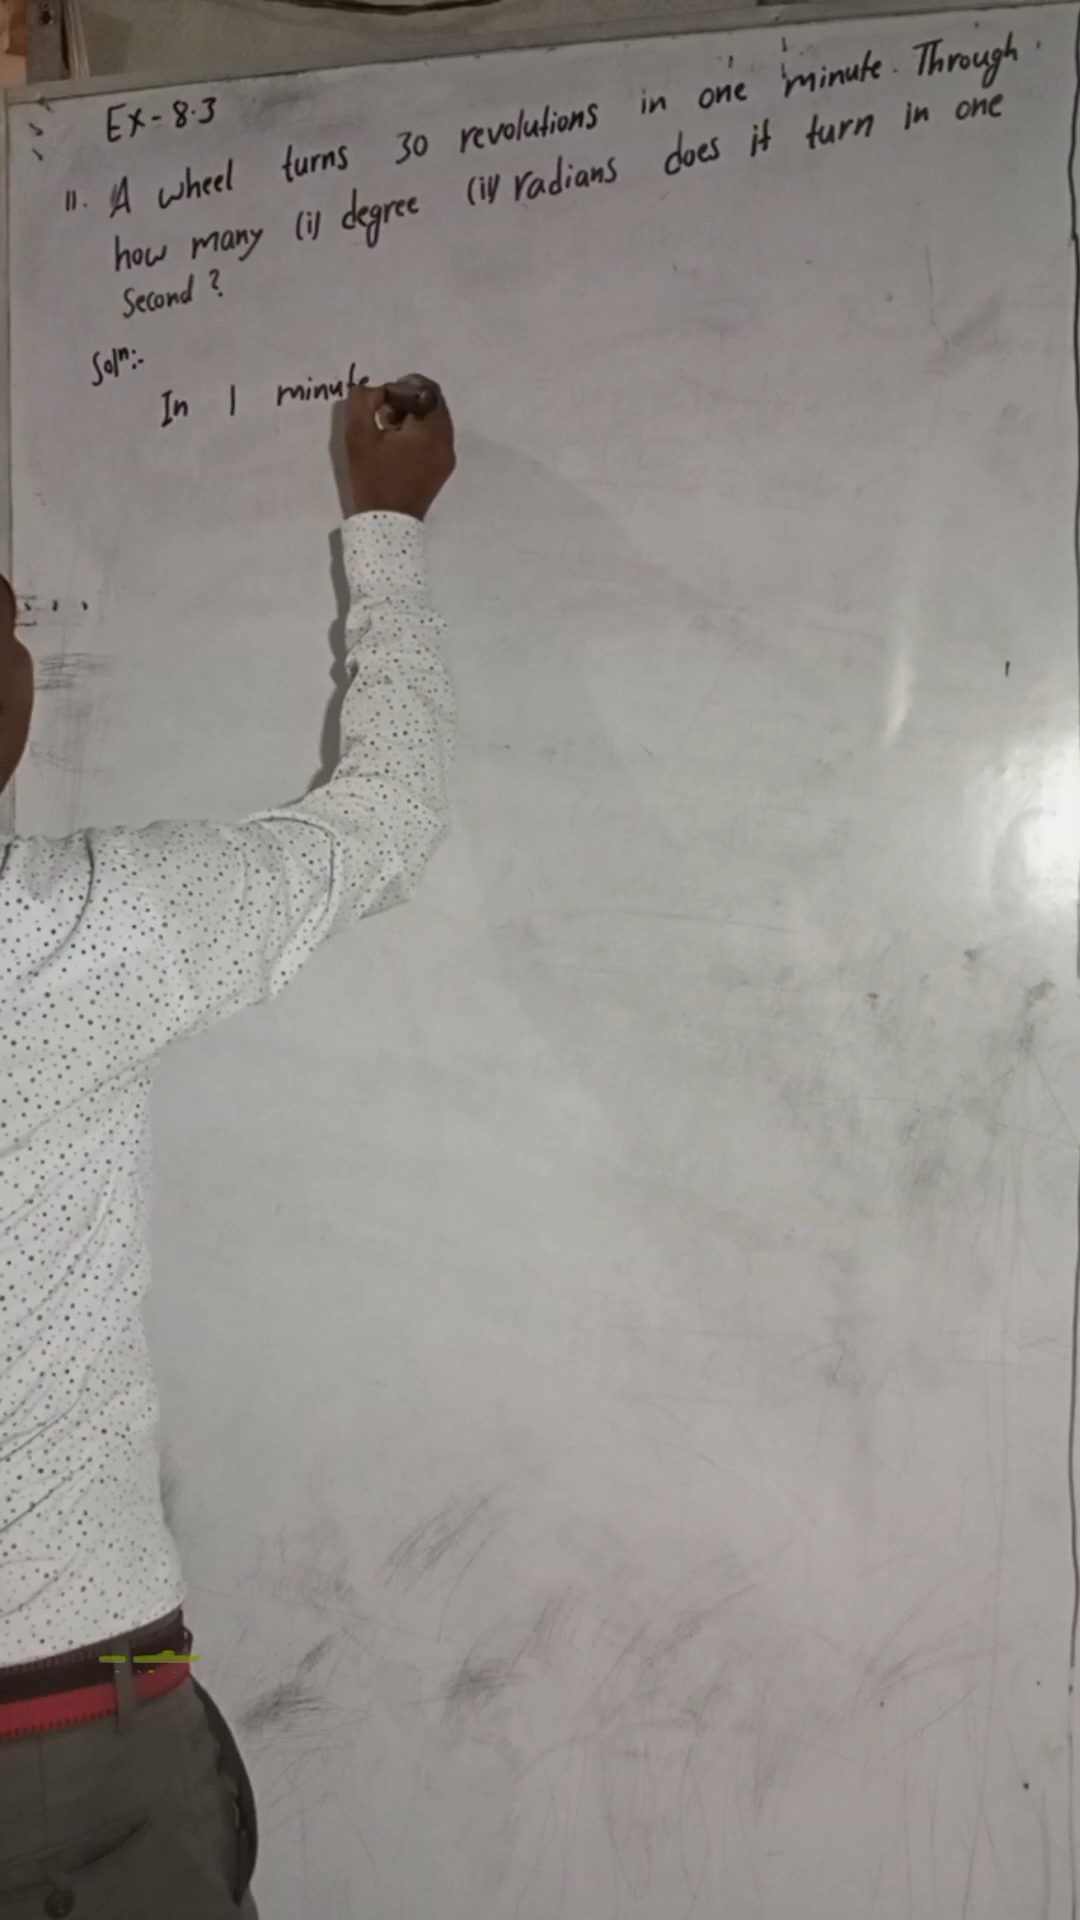 Ex-8.3
11. A wheel turns 30 revolutions in one minute. Through
how many (i) degree (ii) radians does it turn in one
Second?
Solⁿ:-
In 1 minute